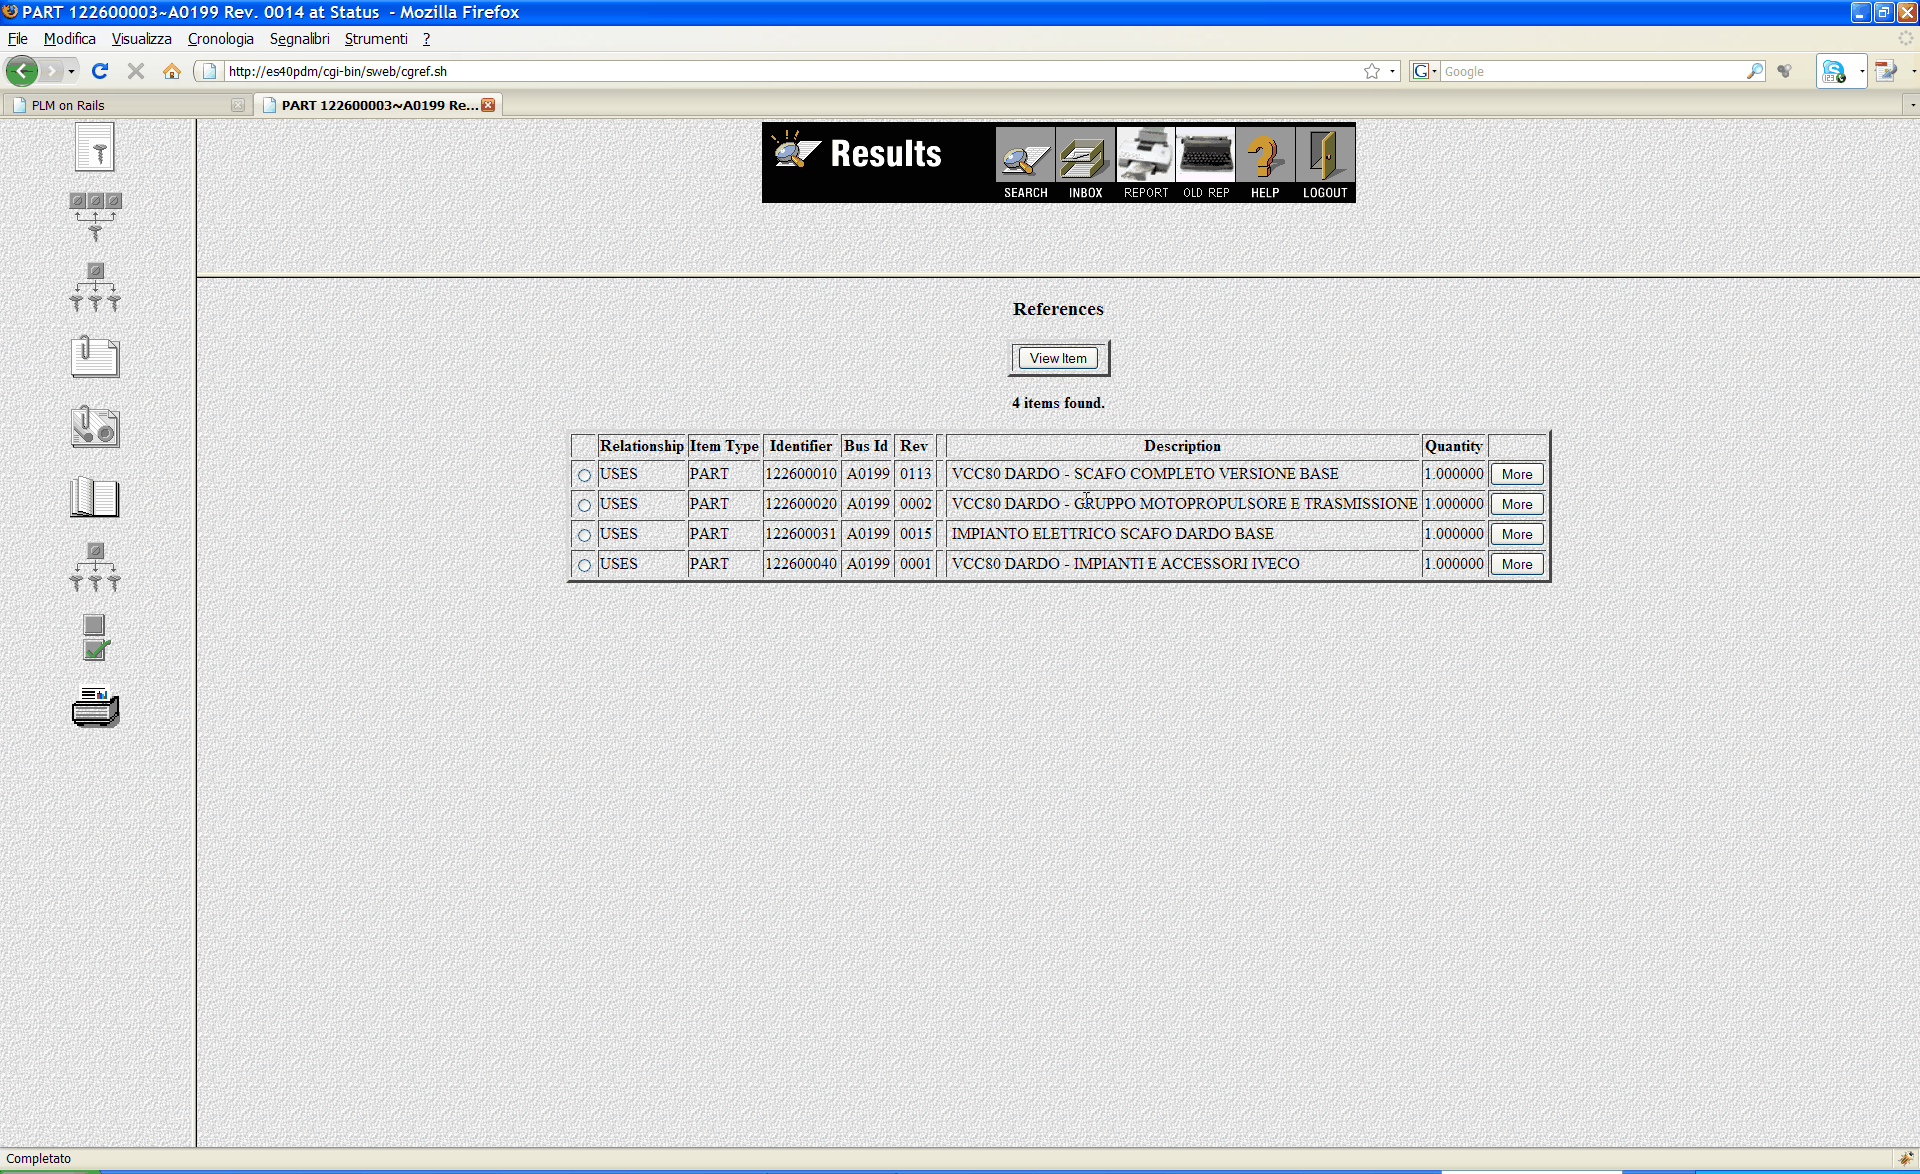 PART 122600003~A0199 Rev. 0014 at Status - Mozilla Firefox
File Modifica Visualizza Cronologia Segnalibri Strumenti ?
http://es40pdm/cgi-bin/sweb/cgref.sh
G Google
PLM on Rails
PART 122600003~A0199 Re...
Results
SEARCH INBOX REPORT OLD REP HELP LOGOUT
References
View Item
4 items found.
Relationship Item Type Identifier Bus Id Rev Description Quantity
USES PART 122600010 A0199 0113 VCC80 DARDO - SCAFO COMPLETO VERSIONE BASE 1.000000 More
USES PART 122600020 A0199 0002 VCC80 DARDO - GRUPPO MOTOPROPULSORE E TRASMISSIONE 1.000000 More
USES PART 122600031 A0199 0015 IMPIANTO ELETTRICO SCAFO DARDO BASE 1.000000 More
USES PART 122600040 A0199 0001 VCC80 DARDO - IMPIANTI E ACCESSORI IVECO 1.000000 More
Completato